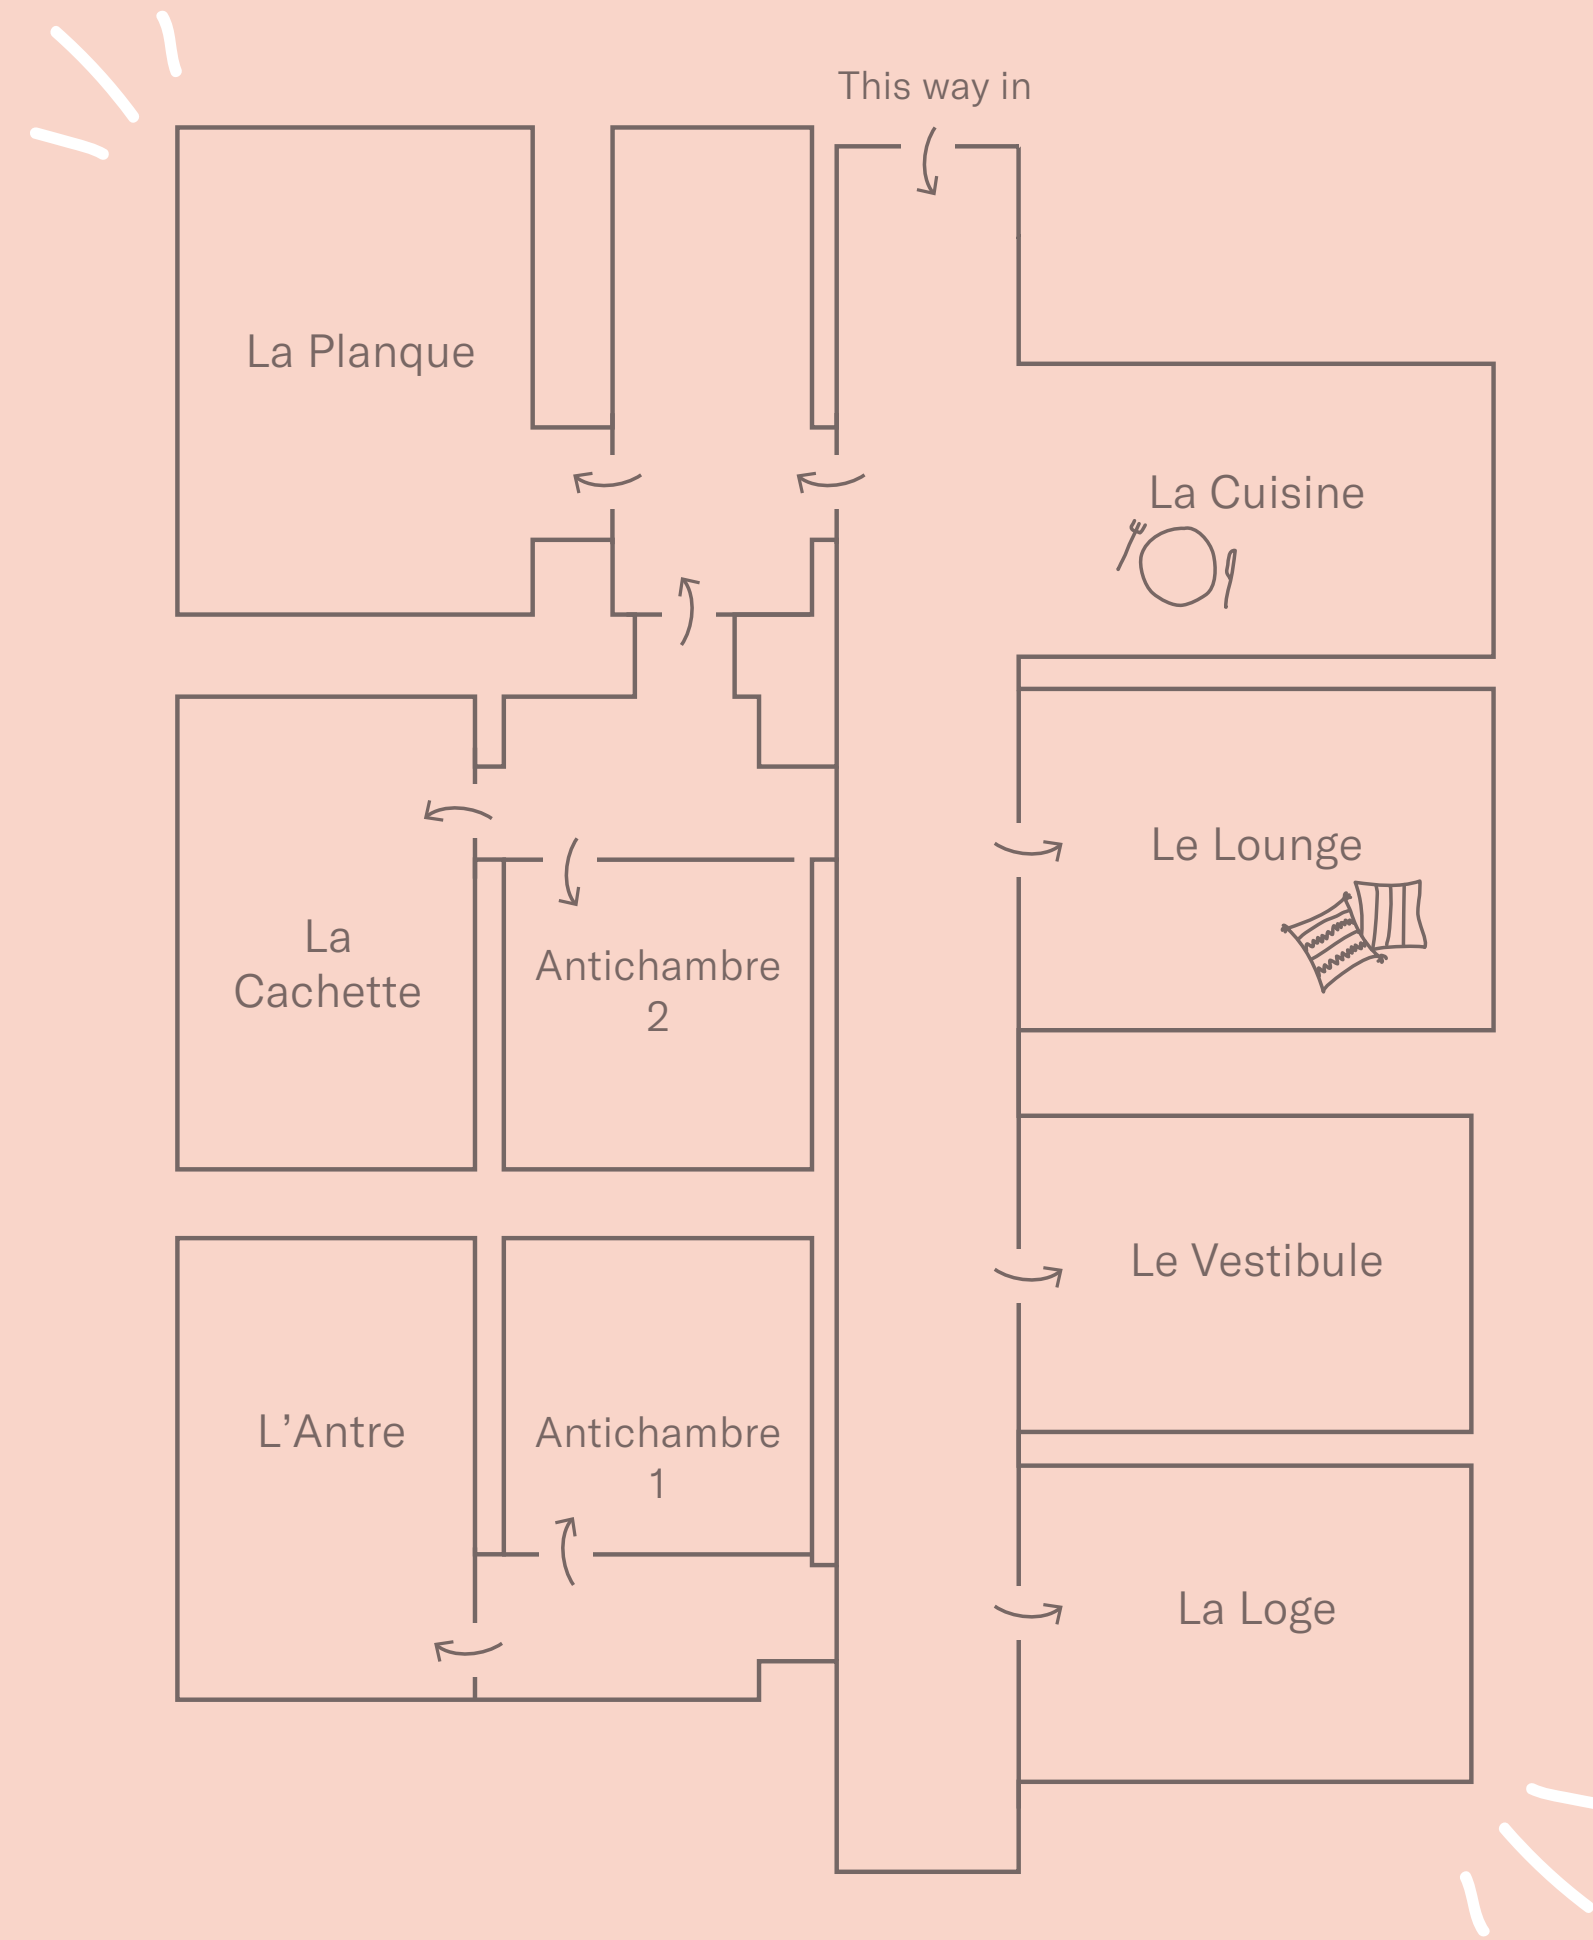 This way in
La Planque
La Cuisine
Le Lounge
La
Cachette
Antichambre
2
Le Vestibule
L’Antre
Antichambre
1
La Loge